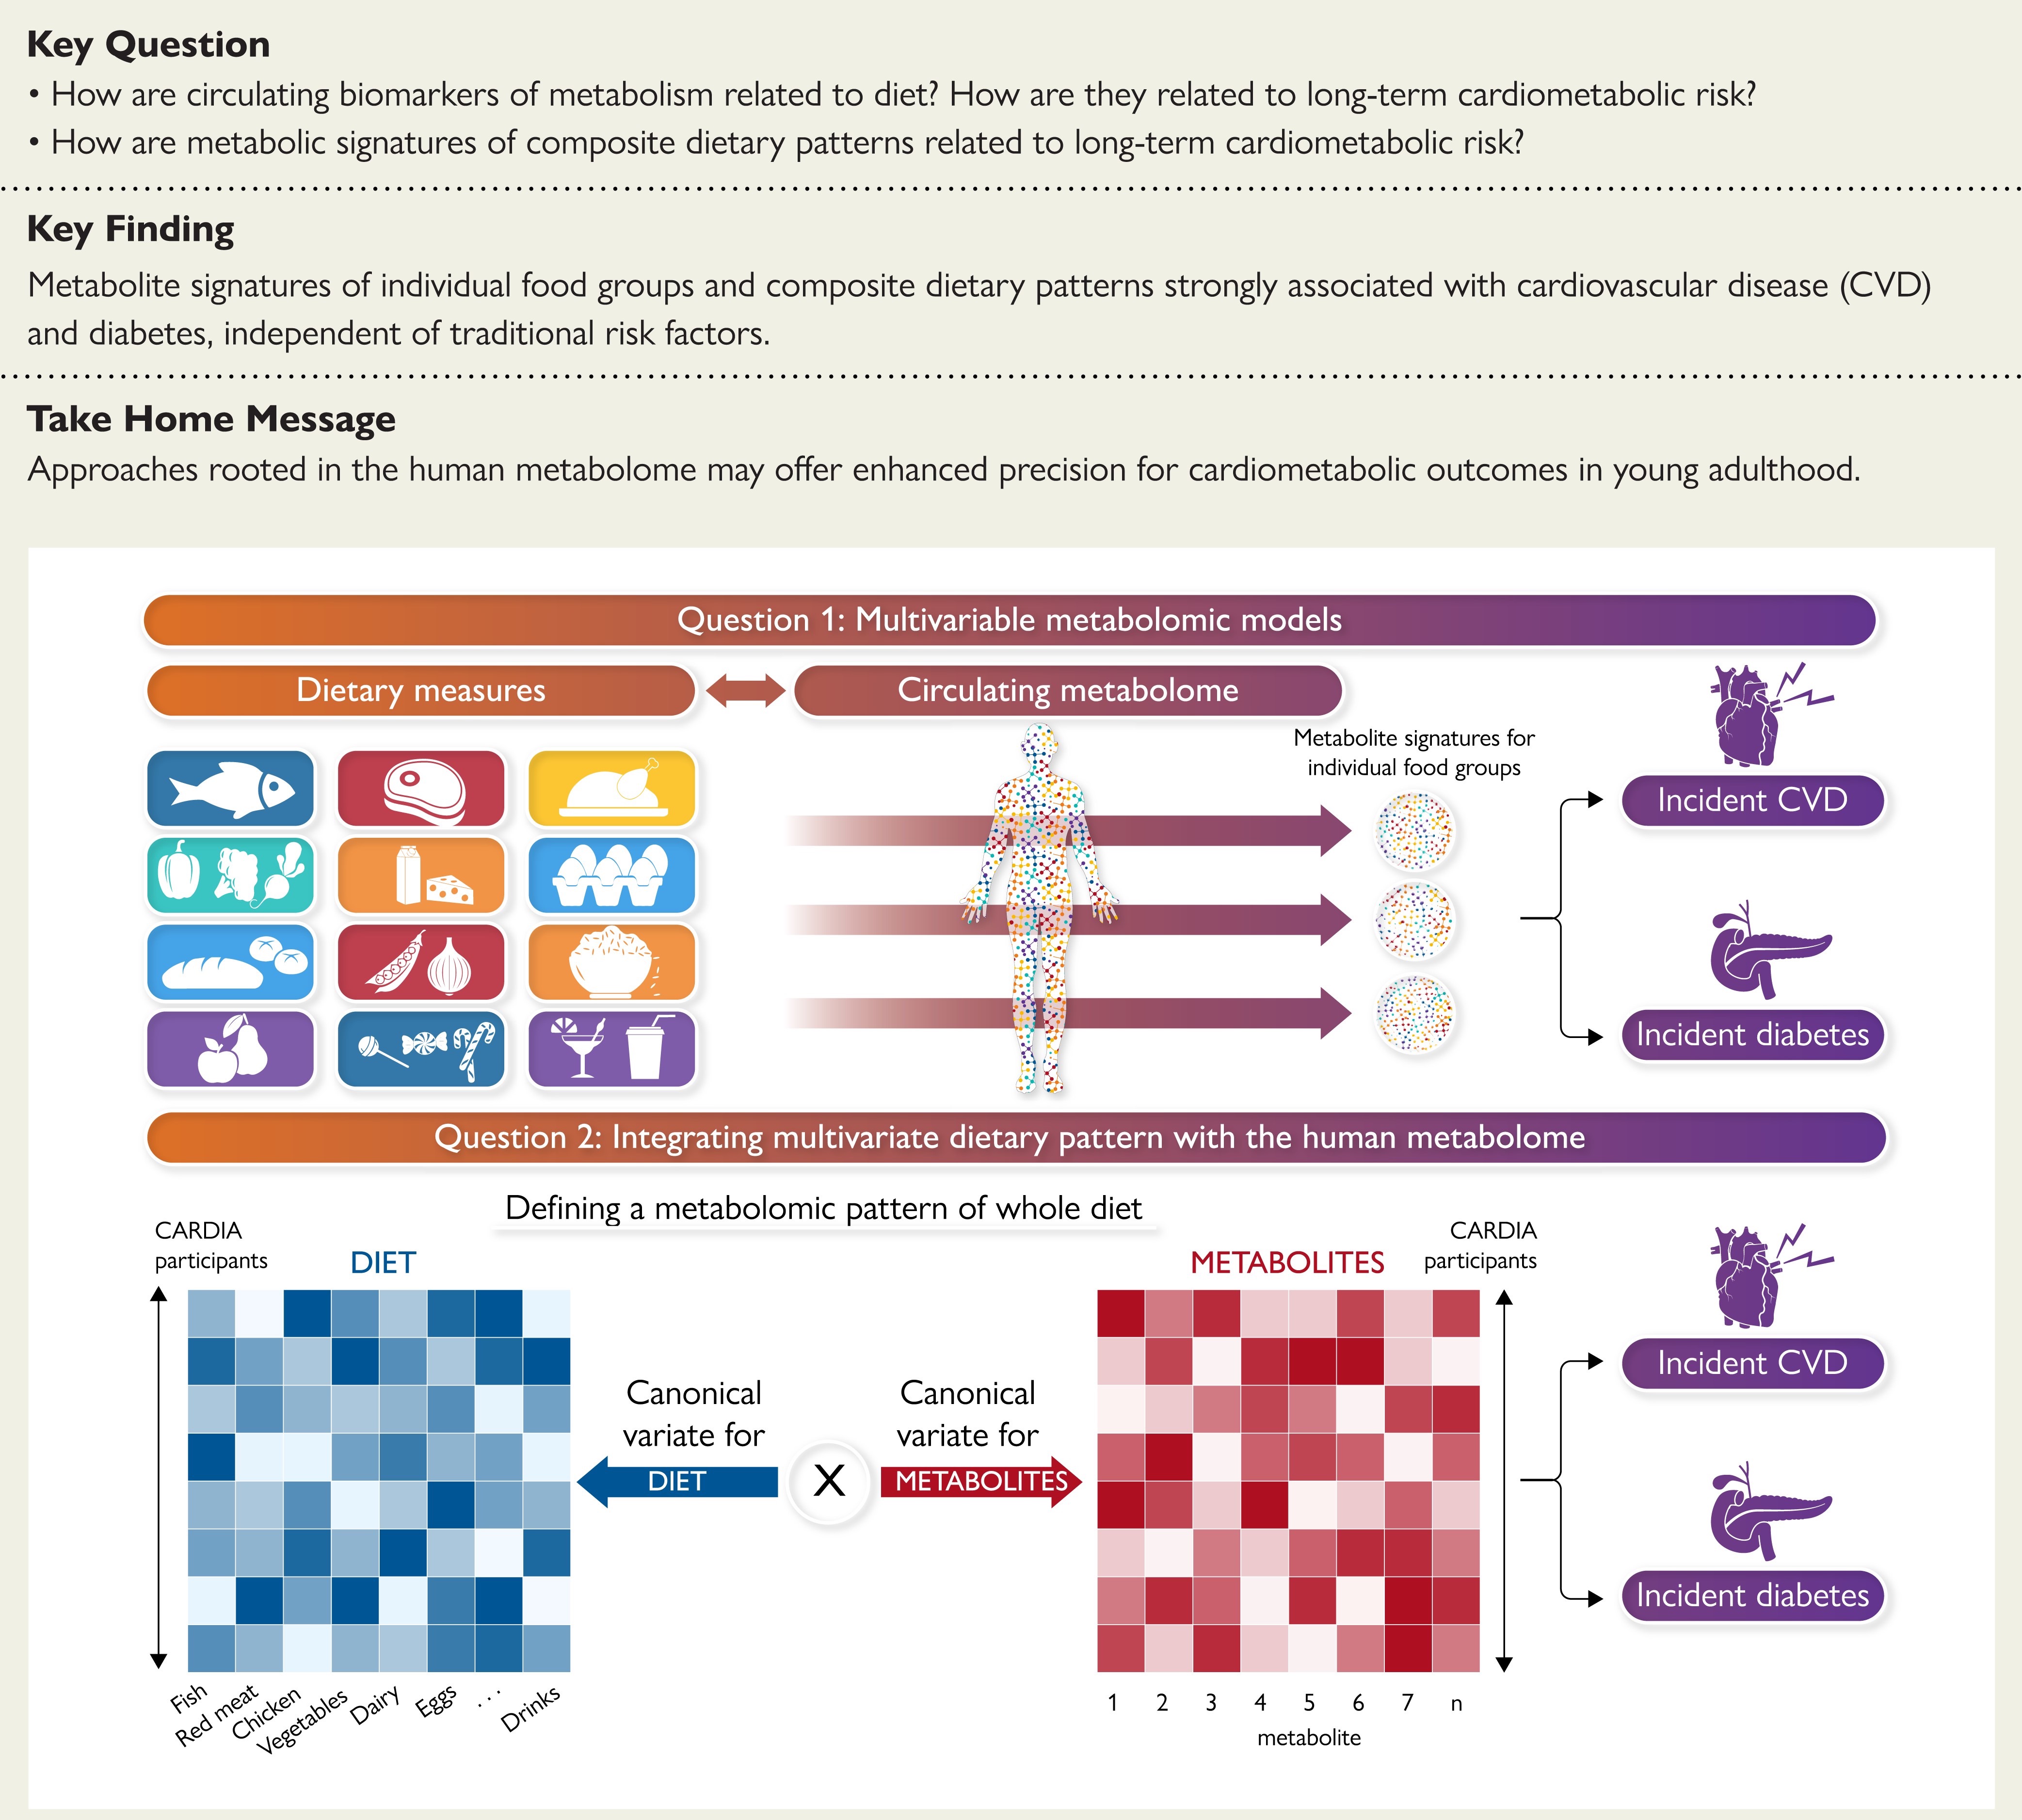 Key Question
• How are circulating biomarkers of metabolism related to diet? How are they related to long-term cardiometabolic risk?
• How are metabolic signatures of composite dietary patterns related to long-term cardiometabolic risk?
Key Finding
Metabolite signatures of individual food groups and composite dietary patterns strongly associated with cardiovascular disease (CVD)
and diabetes, independent of traditional risk factors.
Take Home Message
Approaches rooted in the human metabolome may offer enhanced precision for cardiometabolic outcomes in young adulthood.
Question 1: Multivariable metabolomic models
Dietary measures
Circulating metabolome
Metabolite signatures for
individual food groups
Incident CVD
Incident diabetes
Question 2: Integrating multivariate dietary pattern with the human metabolome
Defining a metabolomic pattern of whole diet
CARDIA
participants
DIET
METABOLITES
CARDIA
participants
Canonical
variate for
DIET
X
Canonical
variate for
METABOLITES
Incident CVD
Incident diabetes
Fish
Red meat
Chicken
Vegetables
Dairy
Eggs
...
Drinks
1 2 3 4 5 6 7 n
metabolite